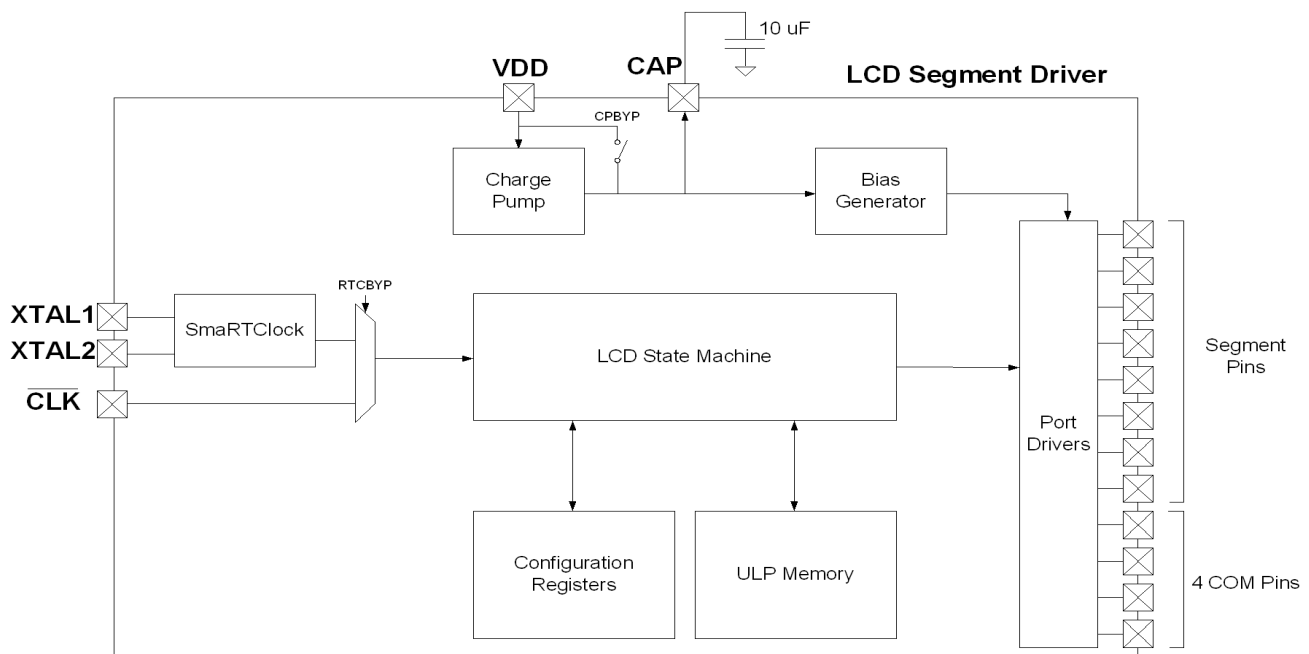 10 uF
VDD
CAP
LCD Segment Driver
CPBYP
Charge
Pump
Bias
Generator
XTAL1
XTAL2
CLK
SmaRTClock
RTCBYP
LCD State Machine
Port
Drivers
Segment
Pins
Configuration
Registers
ULP Memory
4 COM Pins